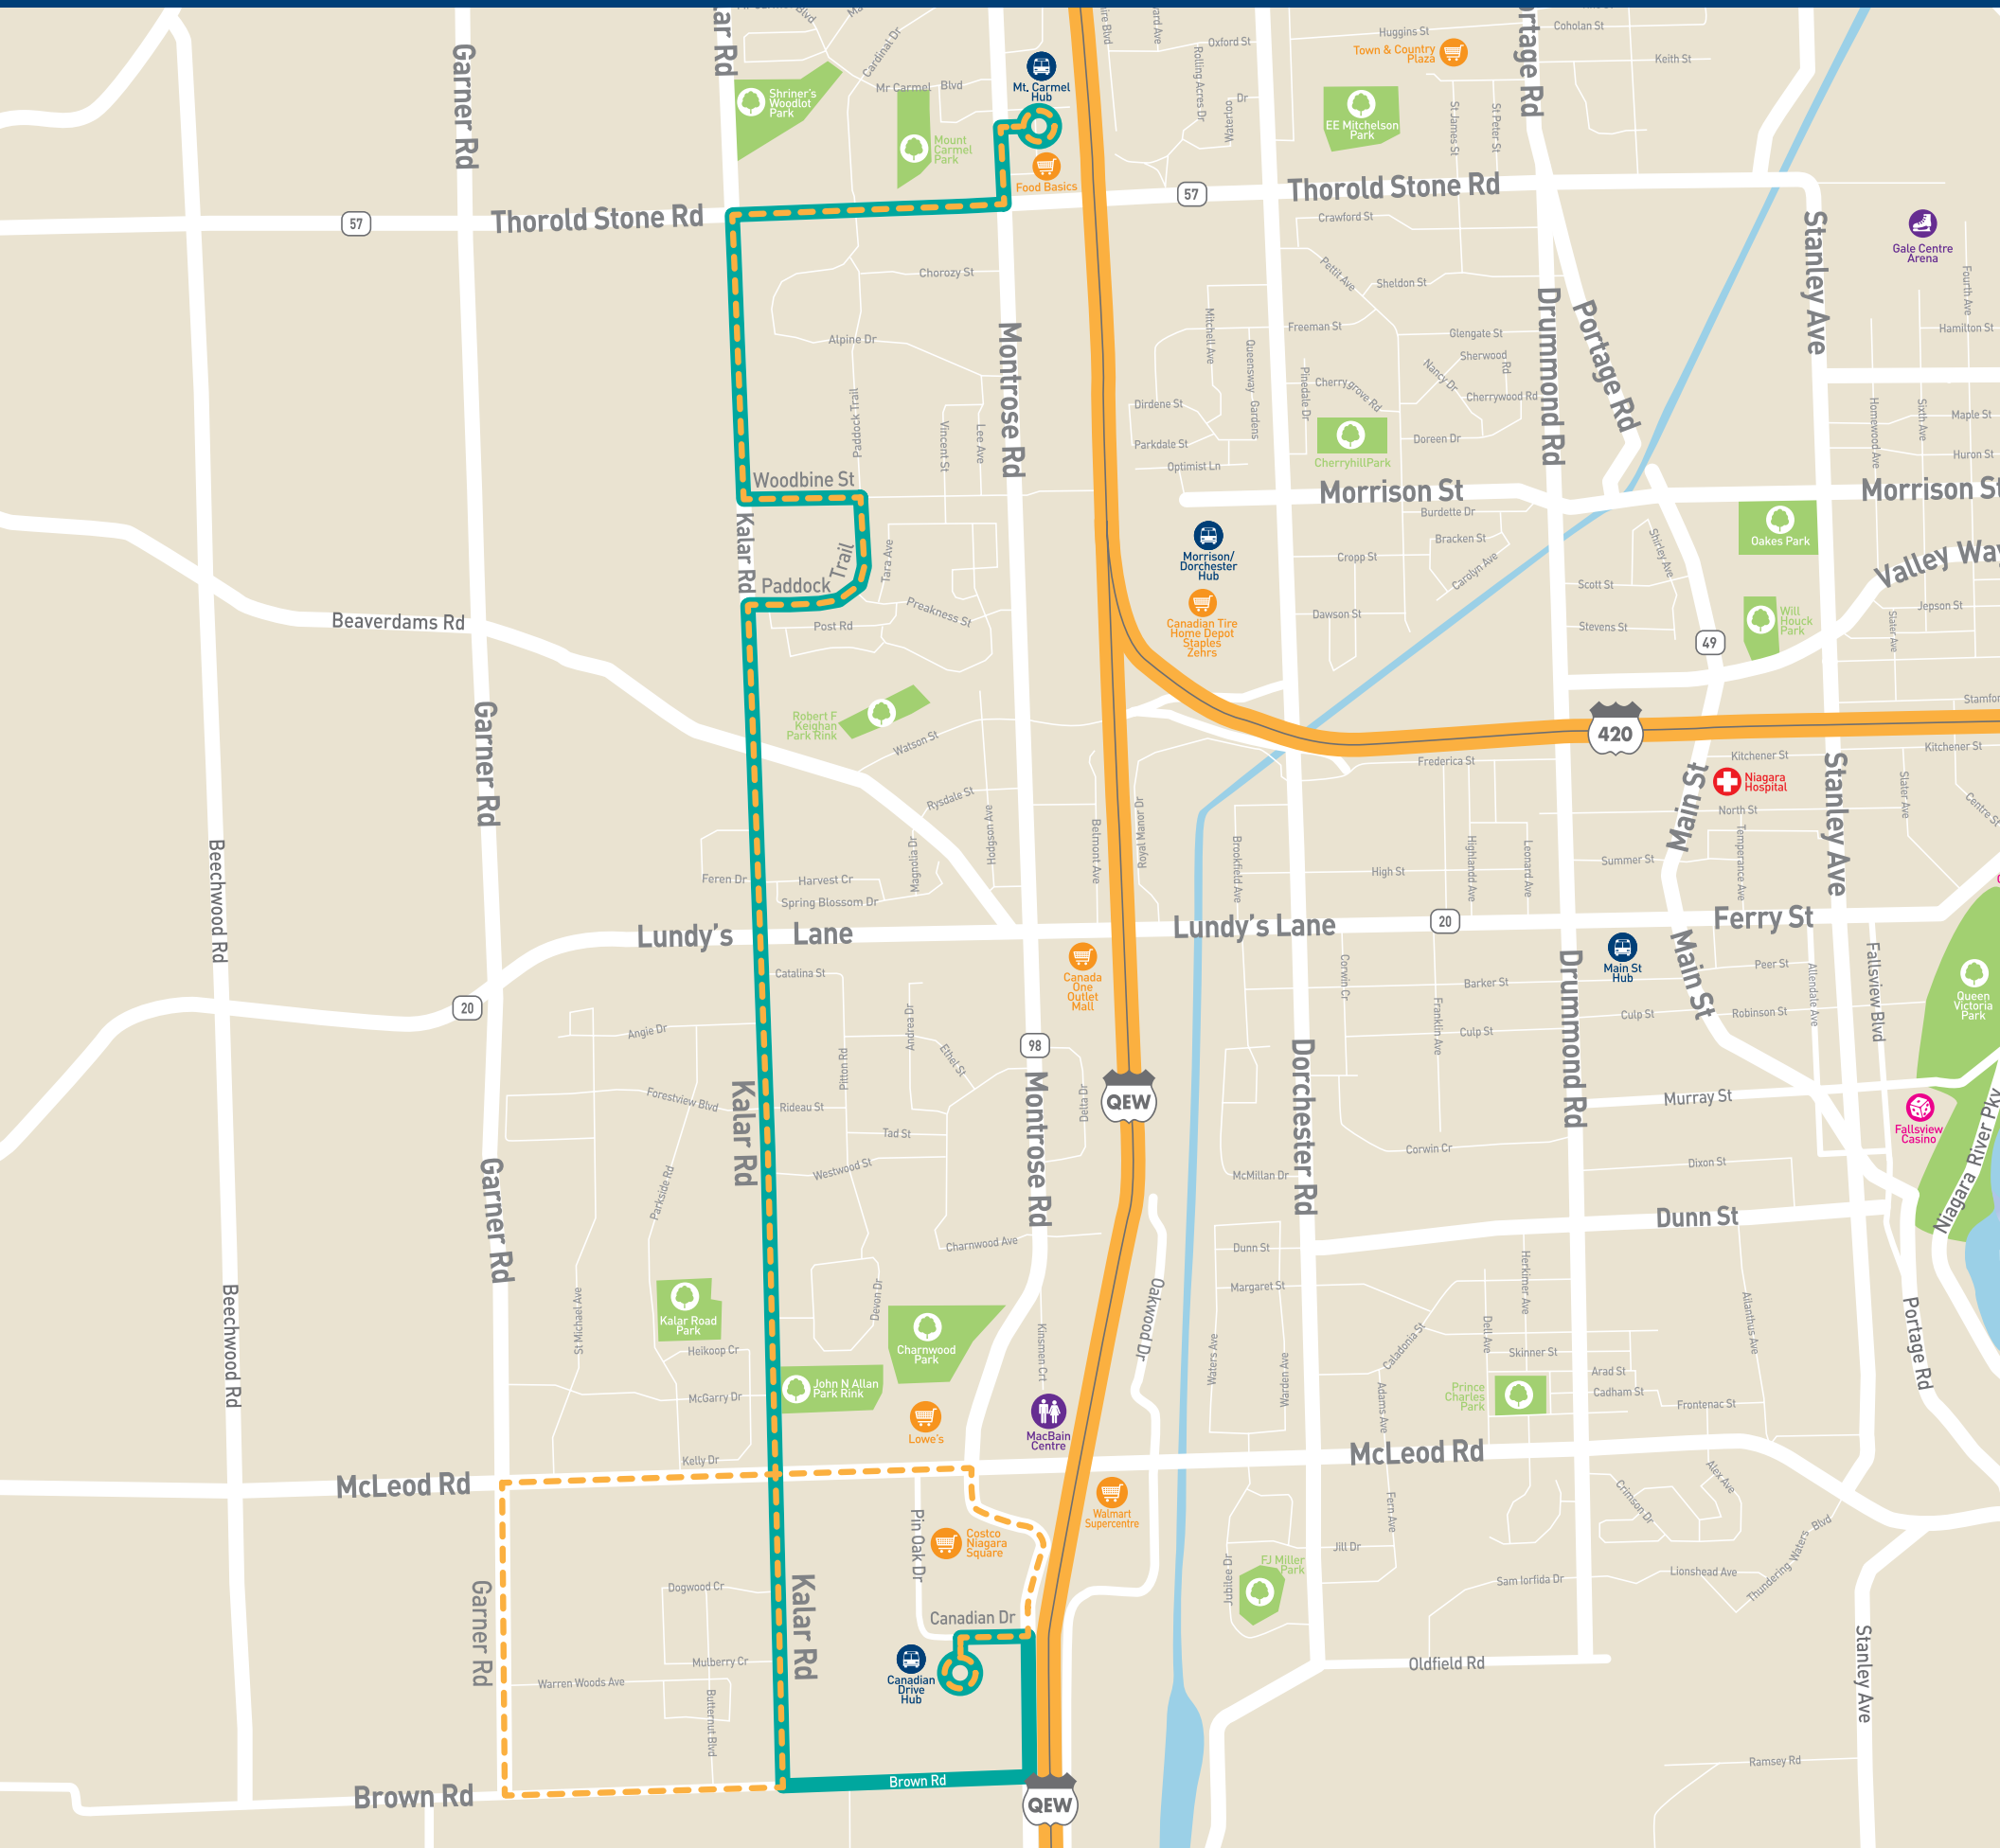 Garner Rd
Cardinal Dr
Oxford St
Huggins St
Coholan St
Town & Country
Plaza
Keith St
Mt. Carmel
Hub
Mr Carmel Blvd
Shriner's
Woodlot
Park
Mount
Carmel
Park
Food Basics
Rolling Acres Dr
Waterloo Dr
EE Mitchelson
Park
St James St
St Peter St
57
Thorold Stone Rd
57
Thorold Stone Rd
Crawford St
Stanley Ave
Gale Centre
Arena
Fourth Ave
Chorozy St
Pettit Ave
Sheldon St
Drummond Rd
Portage Rd
Alpine Dr
Montrose Rd
Mitchell Ave
Queensway Gardens
Freeman St
Glengate St
Hamilton St
Sherwood Rd
Nancy Dr
Cherrygrove Rd
Pinedale Dr
Cherrywood Rd
Dirdene St
Parkdale St
Optimist Ln
Doreen Dr
CherryhillPark
Paddock Trail
Vincent St
Lee Ave
Homewood Ave
Sixth Ave
Maple St
Huron St
Woodbine St
Morrison St
Morrison St
Kalar Rd
Paddock Trail
Tara Ave
Preakness St
Post Rd
Morrison/
Dorchester
Hub
Canadian Tire
Home Depot
Staples
Zehrs
Burdette Dr
Bracken St
Cropp St
Carolyn Ave
Dawson St
Shirley Ave
Scott St
Stevens St
Oakes Park
Valley Way
Will
Houck
Park
Jepson St
Slater Ave
49
Beaverdams Rd
Robert F
Keighan
Park Rink
Watson St
Garner Rd
420
Stamfor
Kitchener St
Kitchener St
Frederica St
Niagara
Hospital
Main St
North St
Stanley Ave
Slater Ave
Centre St
Rysdale St
Magnolia Dr
Hodgson Ave
Belmont Ave
Royal Manor Dr
Brookfield Ave
High St
Highlandd Ave
Leonard Ave
Summer St
Temperance Ave
Beechwood Rd
Feren Dr
Harvest Cr
Spring Blossom Dr
Lundy's Lane
Lundy's Lane
20
Ferry St
Catalina St
Canada
One
Outlet
Mall
Corwin Cr
Barker St
Franklin Ave
Culp St
Drummond Rd
Main St
Hub
Main St
Peer St
Culp St
Robinson St
Allendale Ave
Fallsview Blvd
Queen
Victoria
Park
20
Angie Dr
Andrea Dr
Ethel St
Pitton Rd
98
Delta Dr
QEW
Forestview Blvd
Rideau St
Tad St
Westwood St
Kalar Rd
Montrose Rd
Dorchester Rd
Murray St
Fallsview
Casino
Niagara River Pky
Corwin Cr
McMillan Dr
Dixon St
Parkside Rd
Garner Rd
Charnwood Ave
Dunn St
Dunn St
Margaret St
Herkimer Ave
Devon Dr
Oakwood Dr
Beechwood Rd
St Michael Ave
Kalar Road
Park
Heikoop Cr
Charnwood
Park
Kinsmen Crt
Waters Ave
Warden Ave
Caladonia St
Dell Ave
Skinner St
Ailanthus Ave
Portage Rd
McGarry Dr
John N Allan
Park Rink
Lowe's
MacBain
Centre
Adams Ave
Prince
Charles
Park
Arad St
Cadham St
Frontenac St
Kelly Dr
McLeod Rd
McLeod Rd
Walmart
Supercentre
Fern Ave
Crimson Dr
Alex Ave
Thundering Waters Blvd
Pin Oak Dr
Costco
Niagara
Square
Jill Dr
FJ Miller
Park
Jubilee Dr
Sam Iorfida Dr
Lionshead Ave
Garner Rd
Dogwood Cr
Kalar Rd
Canadian Dr
Canadian
Drive
Hub
Mulberry Cr
Warren Woods Ave
Butternut Blvd
Oldfield Rd
Stanley Ave
Ramsey Rd
Brown Rd
Brown Rd
QEW